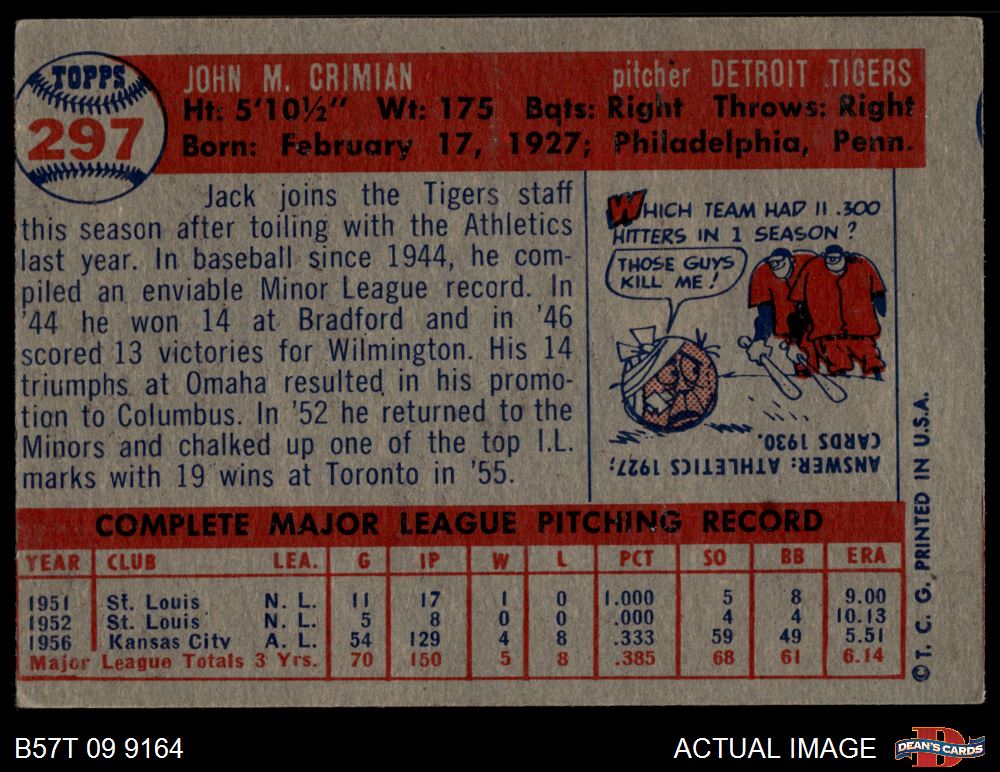 TOPPS
297
JOHN M. CRIMIAN pitcher DETROIT TIGERS
Ht: 5'10½" Wt: 175 Bats: Right Throws: Right
Born: February 17, 1927; Philadelphia, Penn.
Jack joins the Tigers staff
this season after toiling with the Athletics
last year. In baseball since 1944, he com-
piled an enviable Minor League record. In
'44 he won 14 at Bradford and in '46
scored 13 victories for Wilmington. His 14
triumphs at Omaha resulted in his promo-
tion to Columbus. In '52 he returned to the
Minors and chalked up one of the top I.L.
marks with 19 wins at Toronto in '55.
WHICH TEAM HAD 11 .300
HITTERS IN 1 SEASON?
THOSE GUYS
KILL ME!
ANSWER: ATHLETICS 1927;
CARDS 1930.
COMPLETE MAJOR LEAGUE PITCHING RECORD
YEAR CLUB LEA. G IP W L PCT SO BB ERA
1951 St. Louis N. L. 11 17 1 0 1.000 5 8 9.00
1952 St. Louis N. L. 5 8 0 0 .000 4 4 10.13
1956 Kansas City A. L. 54 129 4 8 .333 59 49 5.51
Major League Totals 3 Yrs. 70 150 5 8 .385 68 61 6.14
© T. C. G. PRINTED IN U.S.A.
B57T 09 9164
ACTUAL IMAGE
D
DEAN'S CARDS